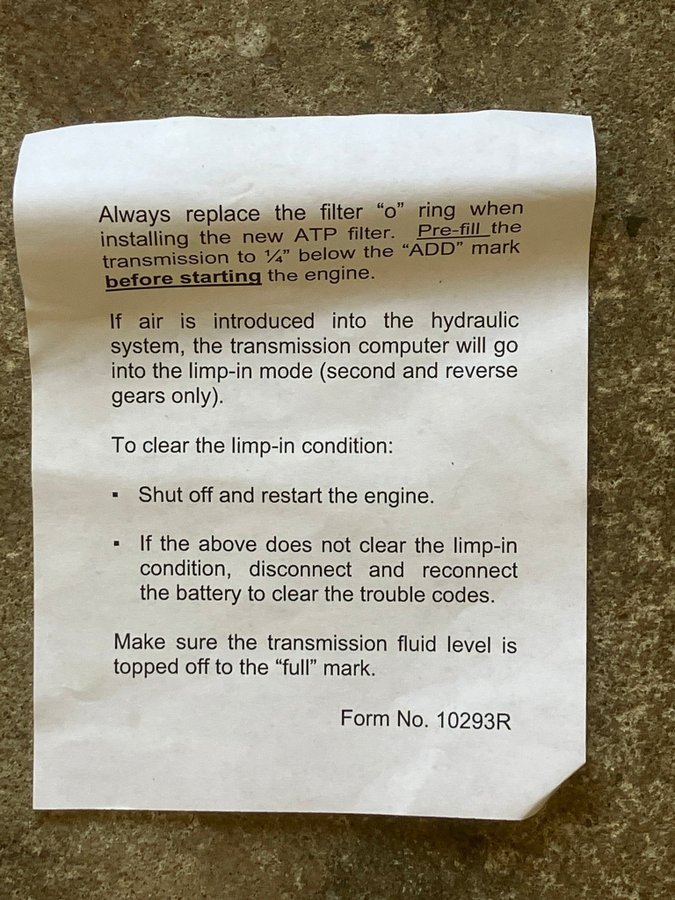 Always replace the filter “o” ring when
installing the new ATP filter. Pre-fill the
transmission to ¼” below the “ADD” mark
before starting the engine.
If air is introduced into the hydraulic
system, the transmission computer will go
into the limp-in mode (second and reverse
gears only).
To clear the limp-in condition:
▪ Shut off and restart the engine.
▪ If the above does not clear the limp-in
condition, disconnect and reconnect
the battery to clear the trouble codes.
Make sure the transmission fluid level is
topped off to the “full” mark.
Form No. 10293R